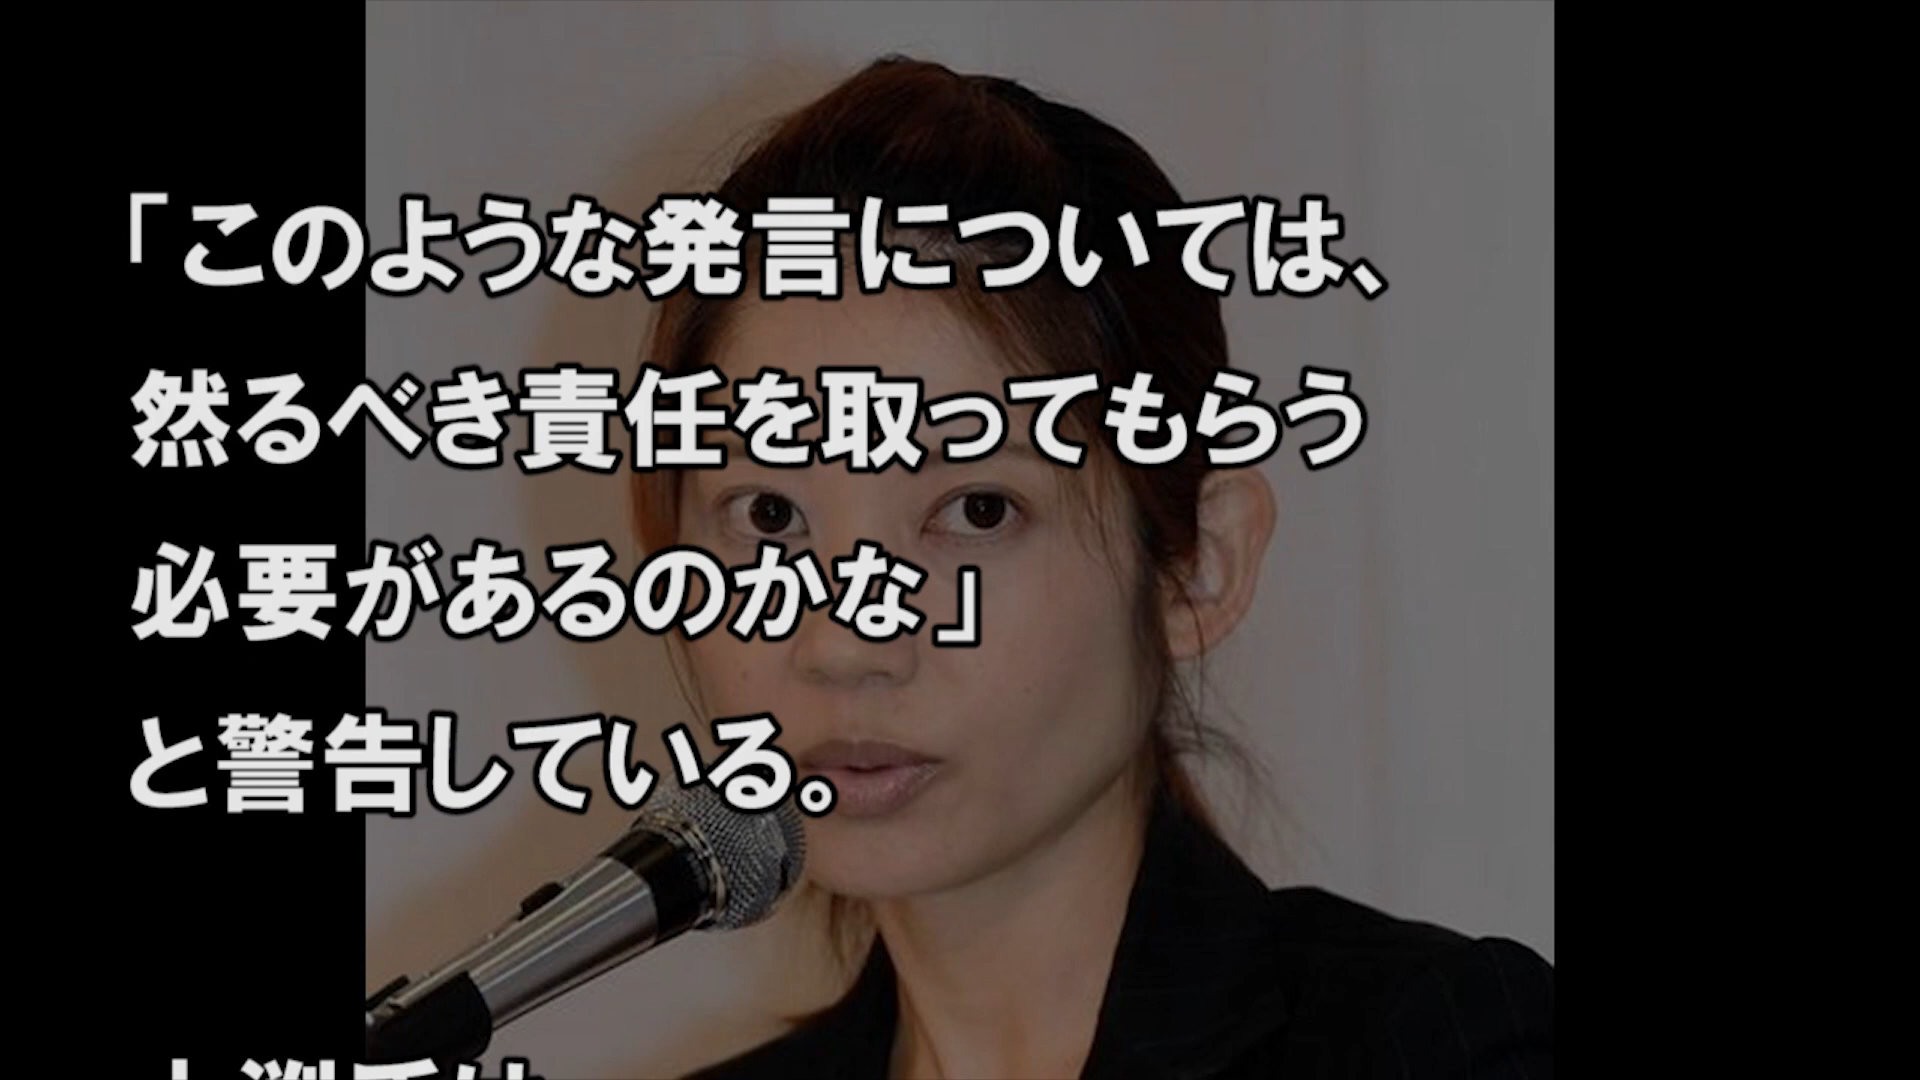 「このような発言については、
然るべき責任を取ってもらう
必要があるのかな」
と警告している。